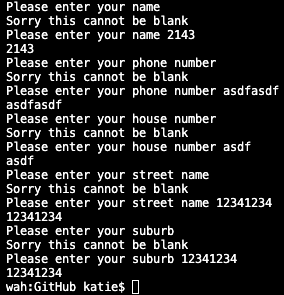 Please enter your name
Sorry this cannot be blank
Please enter your name 2143
2143
Please enter your phone number
Sorry this cannot be blank
Please enter your phone number asdfasdf
asdfasdf
Please enter your house number
Sorry this cannot be blank
Please enter your house number asdf
asdf
Please enter your street name
Sorry this cannot be blank
Please enter your street name 12341234
12341234
Please enter your suburb
Sorry this cannot be blank
Please enter your suburb 12341234
12341234
wah:GitHub katie$